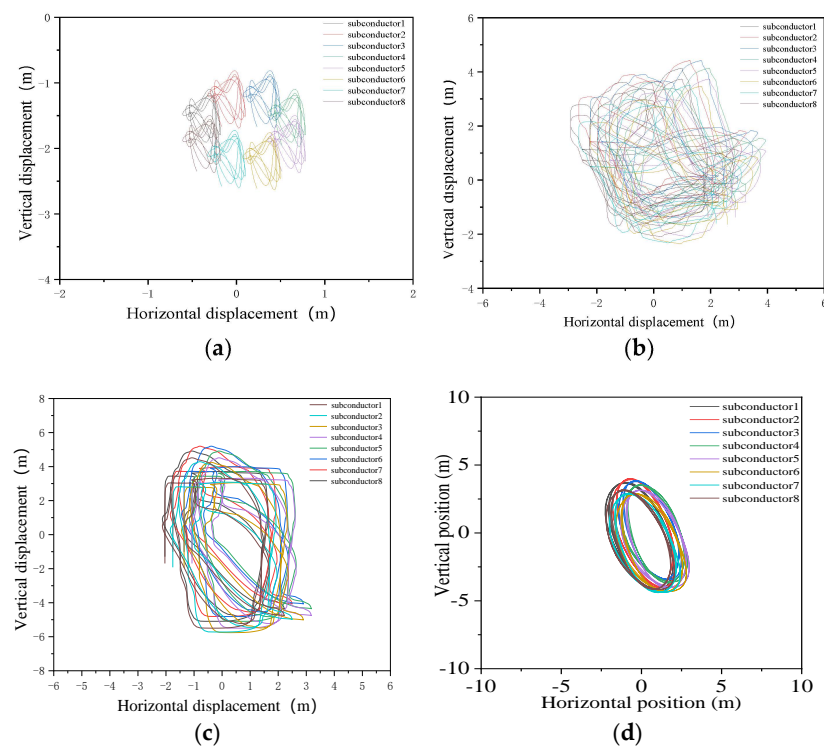 0
-1
-2
-3
-4
-2
-1
0
1
2
Vertical displacement (m)
Horizontal displacement (m)
subconductor1
subconductor2
subconductor3
subconductor4
subconductor5
subconductor6
subconductor7
subconductor8
(a)
6
4
2
0
-2
-4
-6
-4
-2
0
2
4
6
Vertical displacement (m)
Horizontal displacement (m)
subconductor1
subconductor2
subconductor3
subconductor4
subconductor5
subconductor6
subconductor7
subconductor8
(b)
8
6
4
2
0
-2
-4
-6
-8
-6
-5
-4
-3
-2
-1
0
1
2
3
4
5
6
Vertical displacement (m)
Horizontal displacement (m)
subconductor1
subconductor2
subconductor3
subconductor4
subconductor5
subconductor6
subconductor7
subconductor8
(c)
10
5
0
-5
-10
-10
-5
0
5
10
Vertical position (m)
Horizontal position (m)
subconductor1
subconductor2
subconductor3
subconductor4
subconductor5
subconductor6
subconductor7
subconductor8
(d)